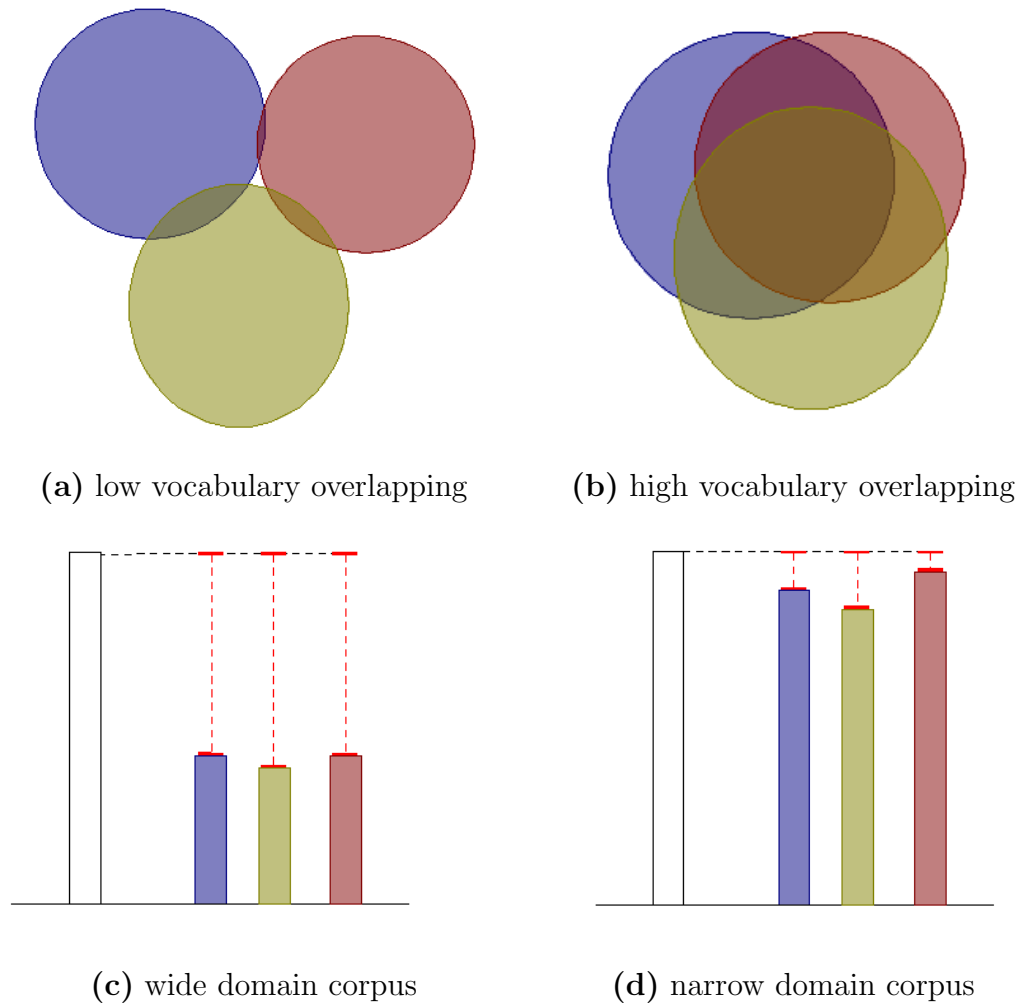 (a) low vocabulary overlapping
(b) high vocabulary overlapping
(c) wide domain corpus
(d) narrow domain corpus